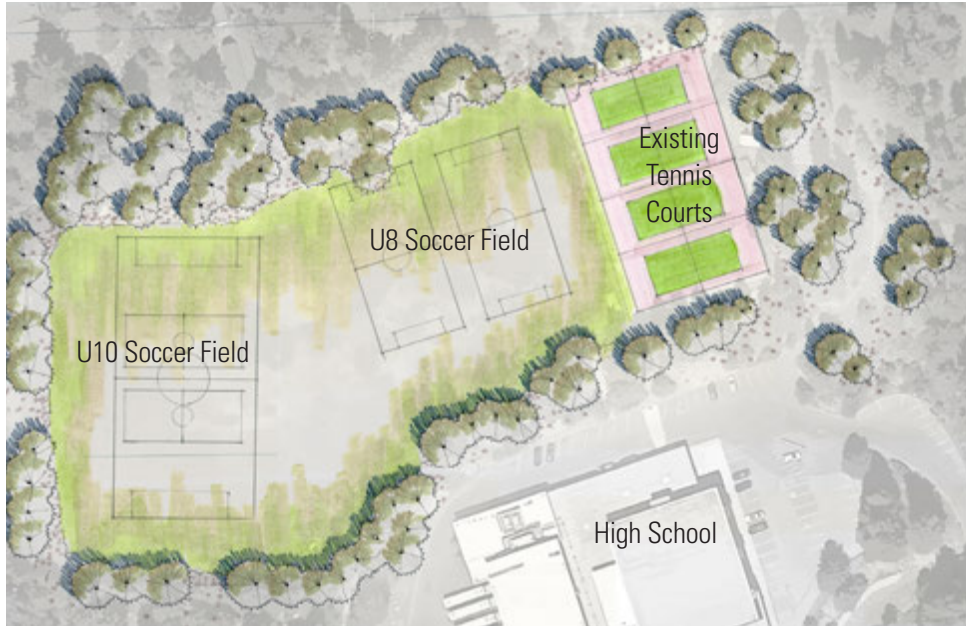 Existing
Tennis
Courts
U8 Soccer Field
U10 Soccer Field
High School